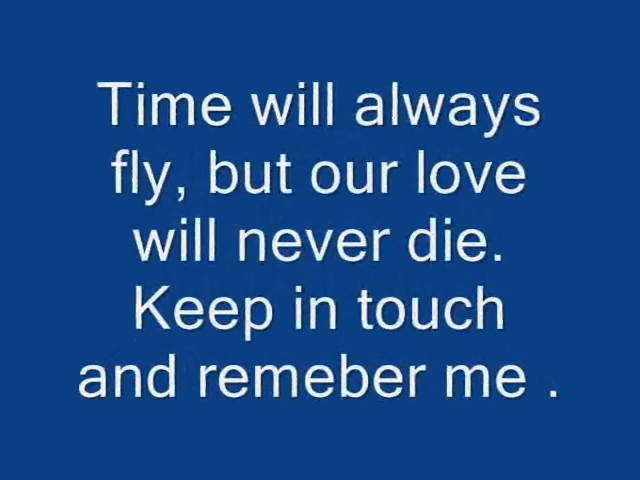 Time will always
fly, but our love
will never die.
Keep in touch
and remeber me .